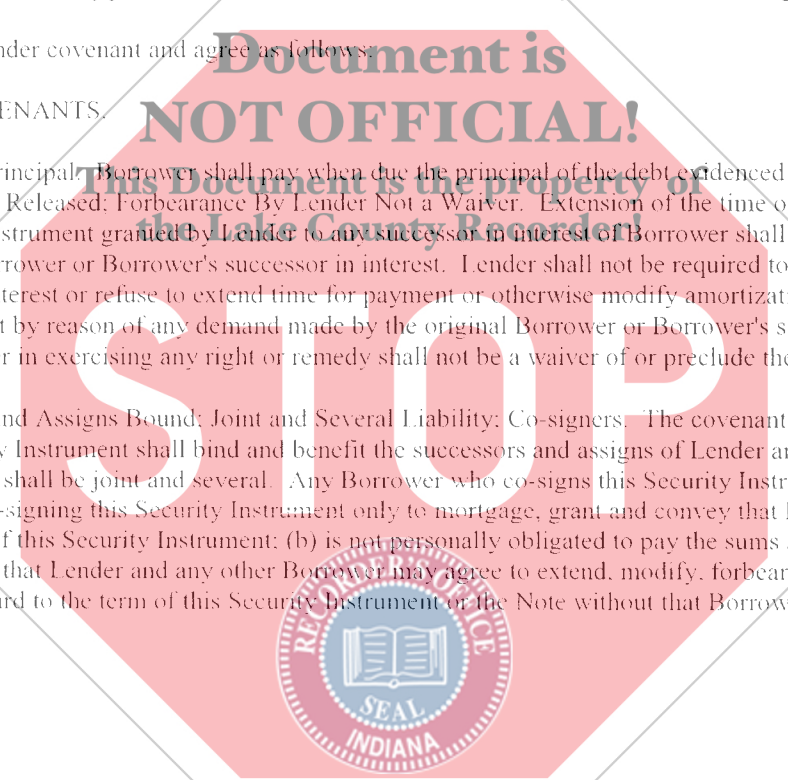 nder covenant and agree as follows:
Document is
ENANTS.
NOT OFFICIAL!
rincipal. Borrower shall pay when due the principal of the debt evidenced
This Document is the property of
Released; Forbearance By Lender Not a Waiver. Extension of the time o
the Lake County Recorder!
strument granted by Lender to any successor in interest of Borrower shall
rrower or Borrower's successor in interest. Lender shall not be required to
terest or refuse to extend time for payment or otherwise modify amortizati
t by reason of any demand made by the original Borrower or Borrower's s
r in exercising any right or remedy shall not be a waiver of or preclude the
STOP
nd Assigns Bound; Joint and Several Liability; Co-signers. The covenant
y Instrument shall bind and benefit the successors and assigns of Lender a
shall be joint and several. Any Borrower who co-signs this Security Instr
-signing this Security Instrument only to mortgage, grant and convey that
f this Security Instrument; (b) is not personally obligated to pay the sums
that Lender and any other Borrower may agree to extend, modify, forbear
rd to the term of this Security Instrument or the Note without that Borrow
RECORDER'S OFFICE
SEAL
INDIANA